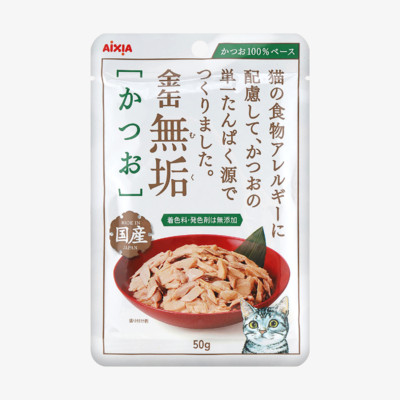 AIXIA
かつお100%ベース
猫の食物アレルギーに
配慮して、かつおの
単一たんぱく源で
つくりました。
金缶無垢
むく
[かつお]
着色料・発色剤は無添加
MADE IN
国産
JAPAN
50g